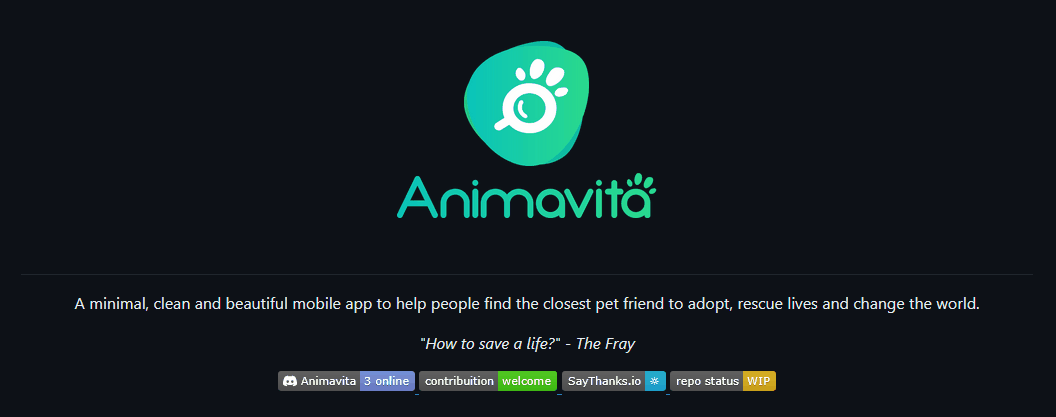 Animavita
A minimal, clean and beautiful mobile app to help people find the closest pet friend to adopt, rescue lives and change the world.
"How to save a life?" - The Fray
Animavita 3 online contribuition welcome SayThanks.io ☼ repo status WIP